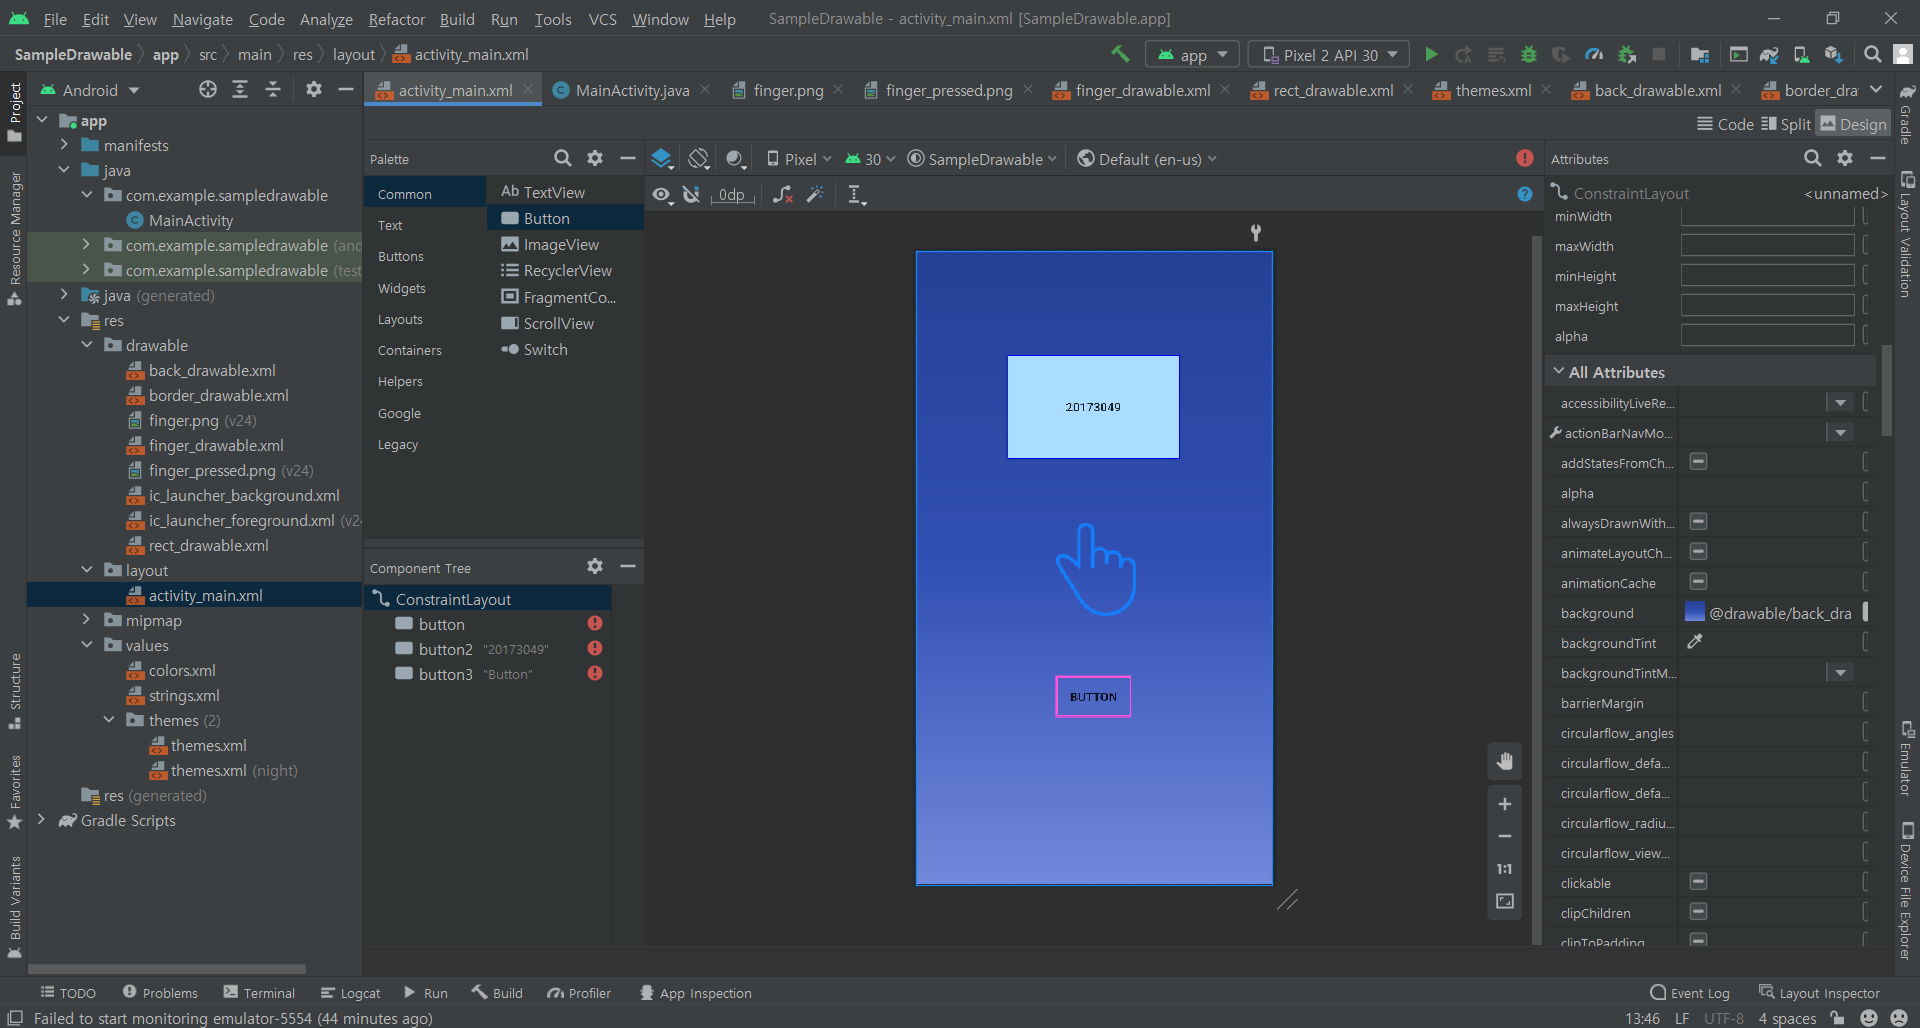 File Edit View Navigate Code Analyze Refactor Build Run Tools VCS Window Help SampleDrawable - activity_main.xml [SampleDrawable.app]
SampleDrawable app src main res layout activity_main.xml
app Pixel 2 API 30
Android
activity_main.xml MainActivity.java finger.png finger_pressed.png finger_drawable.xml rect_drawable.xml themes.xml back_drawable.xml border_dra
Code Split Design
Project
Resource Manager
Structure
Favorites
Build Variants
app
manifests
java
com.example.sampledrawable
MainActivity
com.example.sampledrawable (and
com.example.sampledrawable (test
java (generated)
res
drawable
back_drawable.xml
border_drawable.xml
finger.png (v24)
finger_drawable.xml
finger_pressed.png (v24)
ic_launcher_background.xml
ic_launcher_foreground.xml (v24
rect_drawable.xml
layout
activity_main.xml
mipmap
values
colors.xml
strings.xml
themes (2)
themes.xml
themes.xml (night)
res (generated)
Gradle Scripts
Palette
Common
Text
Buttons
Widgets
Layouts
Containers
Helpers
Google
Legacy
Ab TextView
Button
ImageView
RecyclerView
FragmentCo...
ScrollView
Switch
Component Tree
ConstraintLayout
button
button2 "20173049"
button3 "Button"
Pixel 30 SampleDrawable Default (en-us)
0dp
20173049
BUTTON
1:1
Attributes
ConstraintLayout <unnamed>
minWidth
maxWidth
minHeight
maxHeight
alpha
All Attributes
accessibilityLiveRe...
actionBarNavMo...
addStatesFromCh...
alpha
alwaysDrawnWith...
animateLayoutCh...
animationCache
background @drawable/back_dra
backgroundTint
backgroundTintM...
barrierMargin
circularflow_angles
circularflow_defa...
circularflow_defa...
circularflow_radiu...
circularflow_view...
clickable
clipChildren
clipToPadding
Gradle
Layout Validation
Emulator
Device File Explorer
TODO Problems Terminal Logcat Run Build Profiler App Inspection Event Log Layout Inspector
Failed to start monitoring emulator-5554 (44 minutes ago) 13:46 LF UTF-8 4 spaces